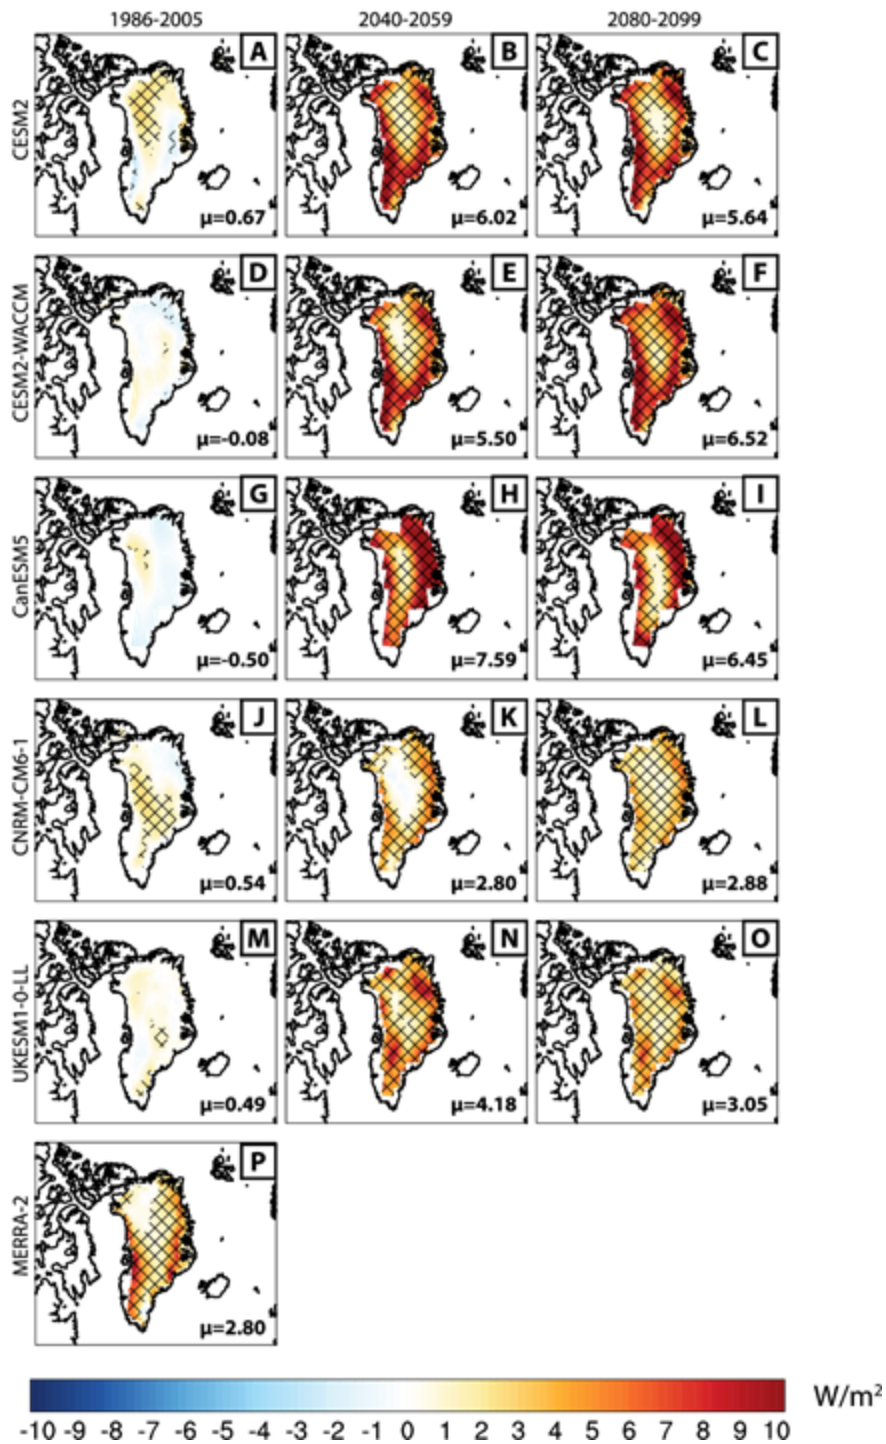 1986-2005 2040-2059 2080-2099
CESM2
A B C
μ=0.67 μ=6.02 μ=5.64
CESM2-WACCM
D E F
μ=-0.08 μ=5.50 μ=6.52
CanESM5
G H I
μ=-0.50 μ=7.59 μ=6.45
CNRM-CM6-1
J K L
μ=0.54 μ=2.80 μ=2.88
UKESM1-0-LL
M N O
μ=0.49 μ=4.18 μ=3.05
MERRA-2
P
μ=2.80
W/m²
-10 -9 -8 -7 -6 -5 -4 -3 -2 -1 0 1 2 3 4 5 6 7 8 9 10